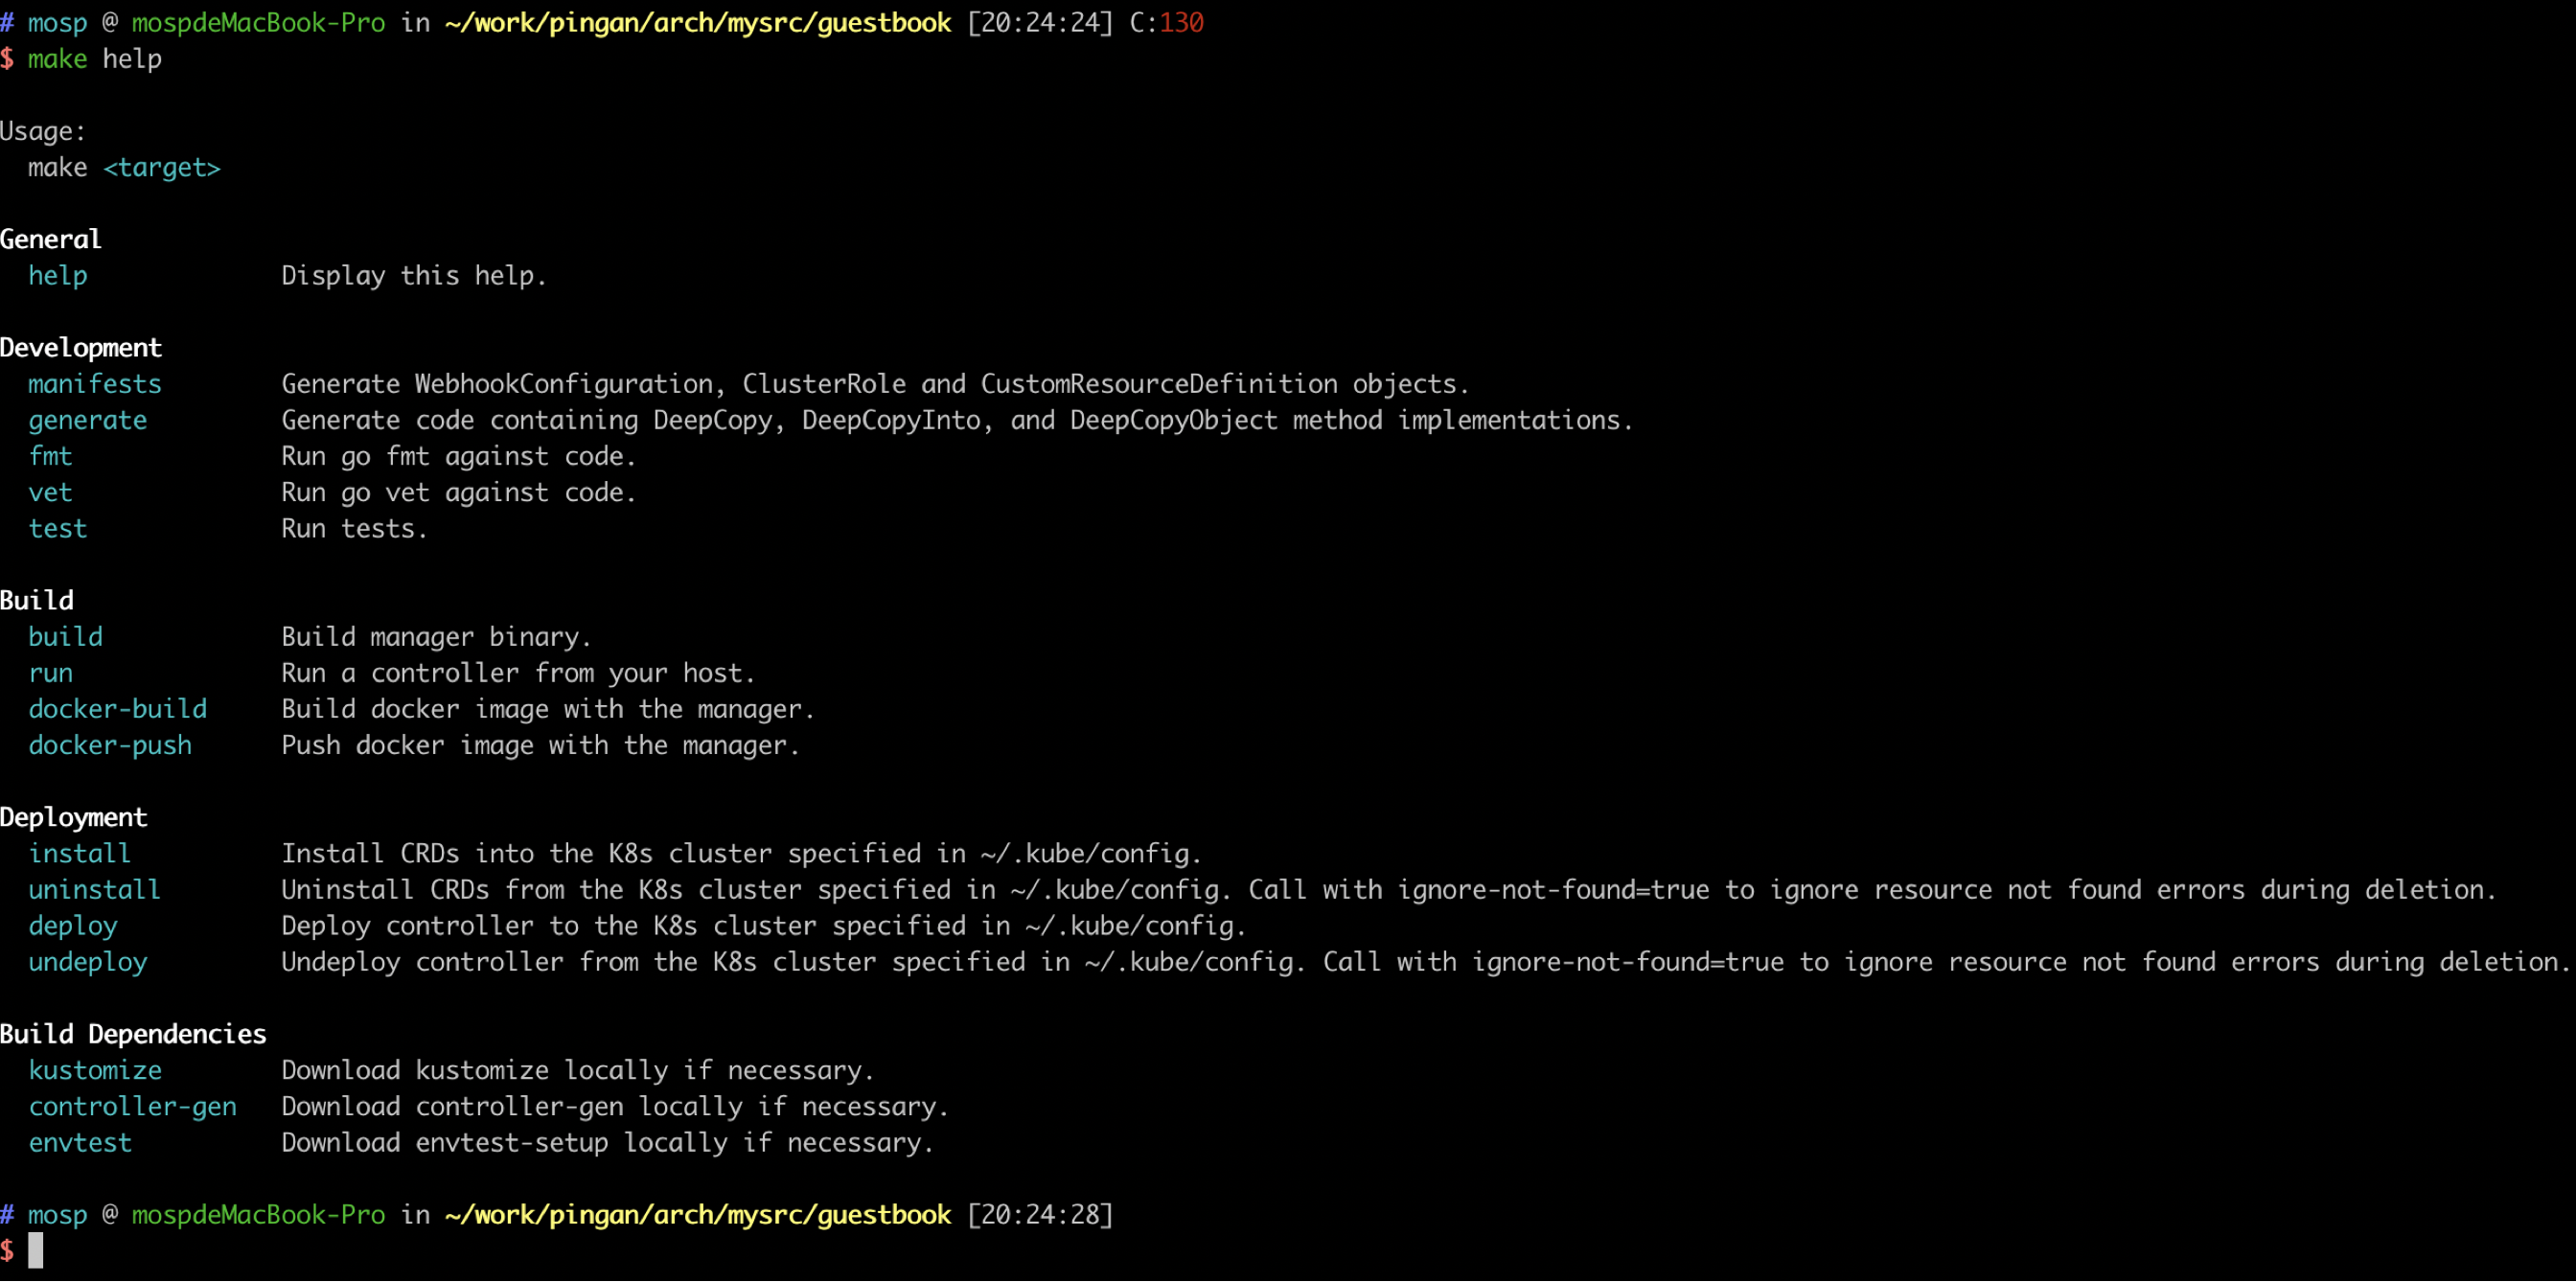 # mosp @ mospdeMacBook-Pro in ~/work/pingan/arch/mysrc/guestbook [20:24:24] C:130
$ make help
Usage:
  make <target>
General
  help             Display this help.
Development
  manifests        Generate WebhookConfiguration, ClusterRole and CustomResourceDefinition objects.
  generate         Generate code containing DeepCopy, DeepCopyInto, and DeepCopyObject method implementations.
  fmt              Run go fmt against code.
  vet              Run go vet against code.
  test             Run tests.
Build
  build            Build manager binary.
  run              Run a controller from your host.
  docker-build     Build docker image with the manager.
  docker-push      Push docker image with the manager.
Deployment
  install          Install CRDs into the K8s cluster specified in ~/.kube/config.
  uninstall        Uninstall CRDs from the K8s cluster specified in ~/.kube/config. Call with ignore-not-found=true to ignore resource not found errors during deletion.
  deploy           Deploy controller to the K8s cluster specified in ~/.kube/config.
  undeploy         Undeploy controller from the K8s cluster specified in ~/.kube/config. Call with ignore-not-found=true to ignore resource not found errors during deletion.
Build Dependencies
  kustomize        Download kustomize locally if necessary.
  controller-gen   Download controller-gen locally if necessary.
  envtest          Download envtest-setup locally if necessary.
# mosp @ mospdeMacBook-Pro in ~/work/pingan/arch/mysrc/guestbook [20:24:28]
$